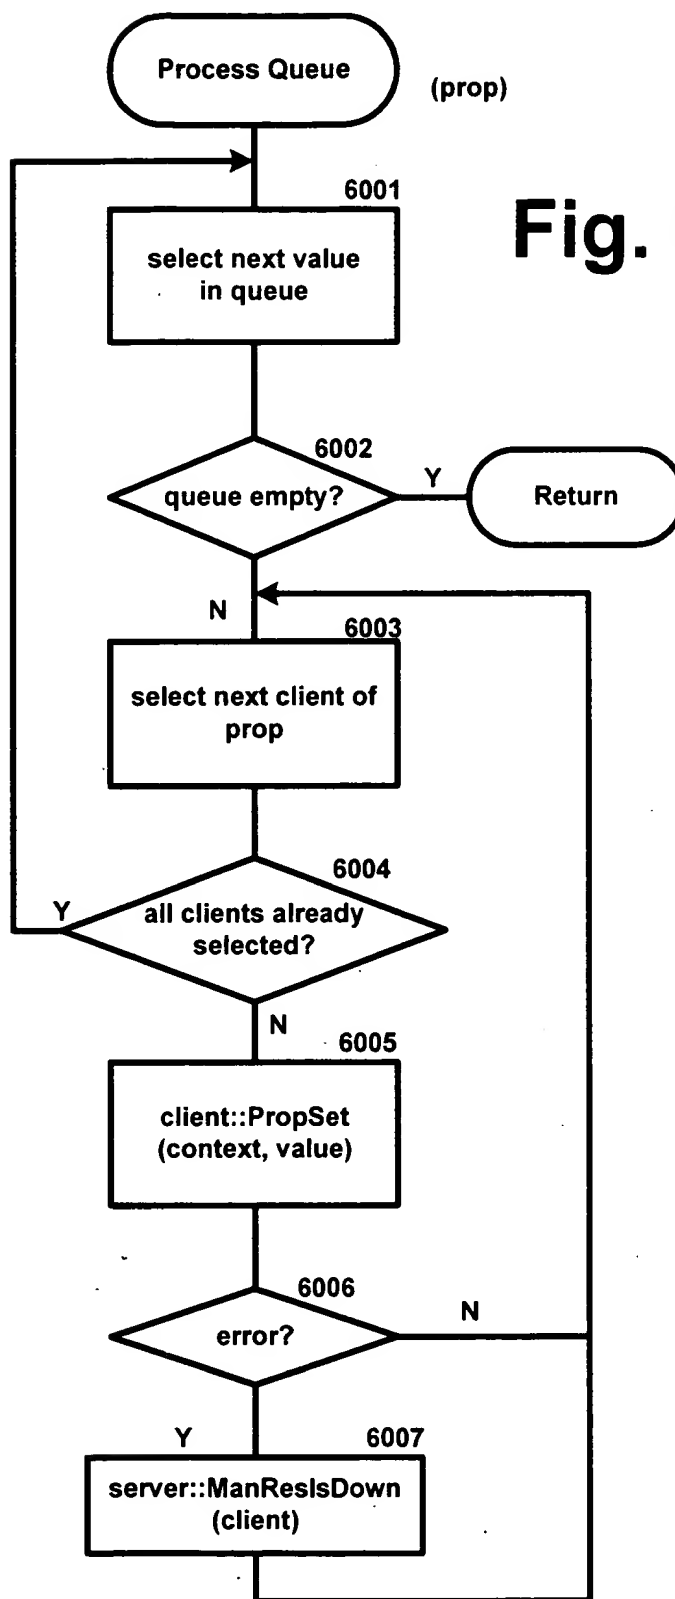 Process Queue
(prop)
Fig.
6001
select next value
in queue
6002
queue empty?
Y
Return
N
6003
select next client of
prop
6004
Y
all clients already
selected?
N
6005
client::PropSet
(context, value)
6006
error?
N
Y
6007
server::ManResIsDown
(client)